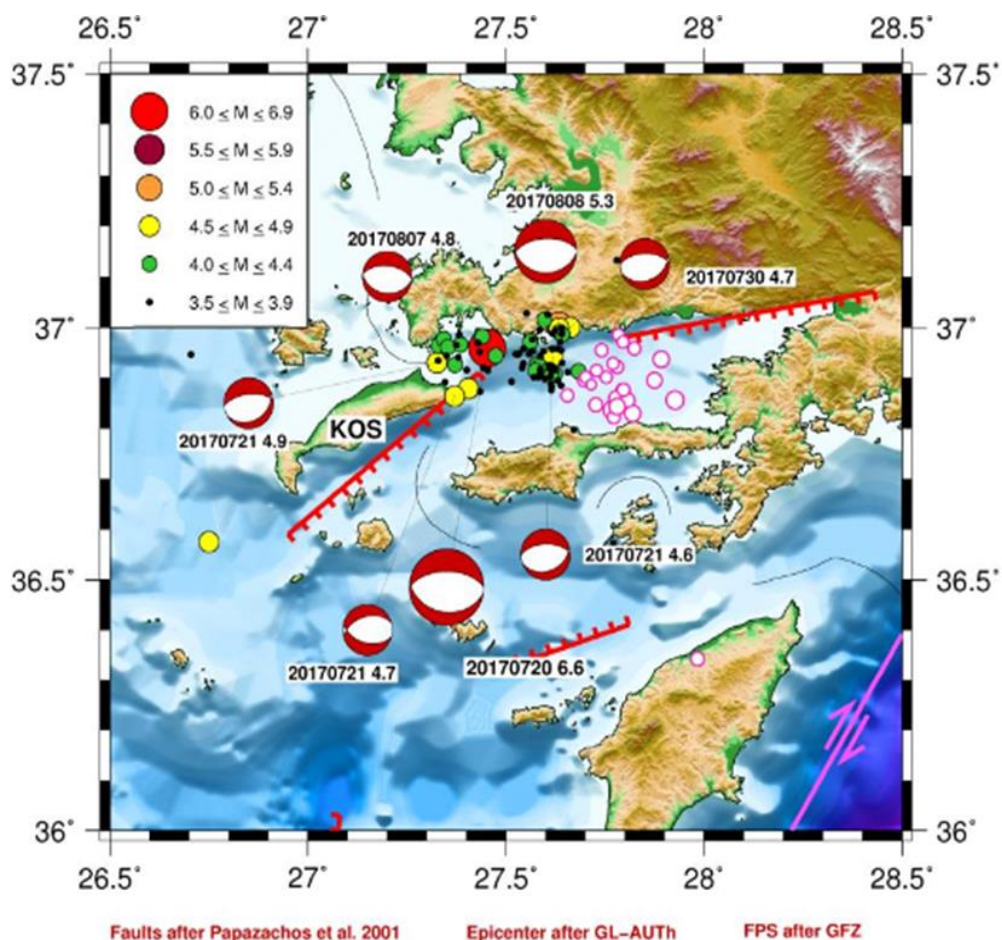 26.5° 27° 27.5° 28° 28.5°
37.5° 37.5°
6.0 ≤ M ≤ 6.9
5.5 ≤ M ≤ 5.9
5.0 ≤ M ≤ 5.4
4.5 ≤ M ≤ 4.9
4.0 ≤ M ≤ 4.4
3.5 ≤ M ≤ 3.9
20170808 5.3
20170807 4.8
20170730 4.7
37° 37°
KOS
20170721 4.9
20170721 4.6
36.5° 36.5°
20170721 4.7
20170720 6.6
36° 36°
26.5° 27° 27.5° 28° 28.5°
Faults after Papazachos et al. 2001 Epicenter after GL-AUTh FPS after GFZ